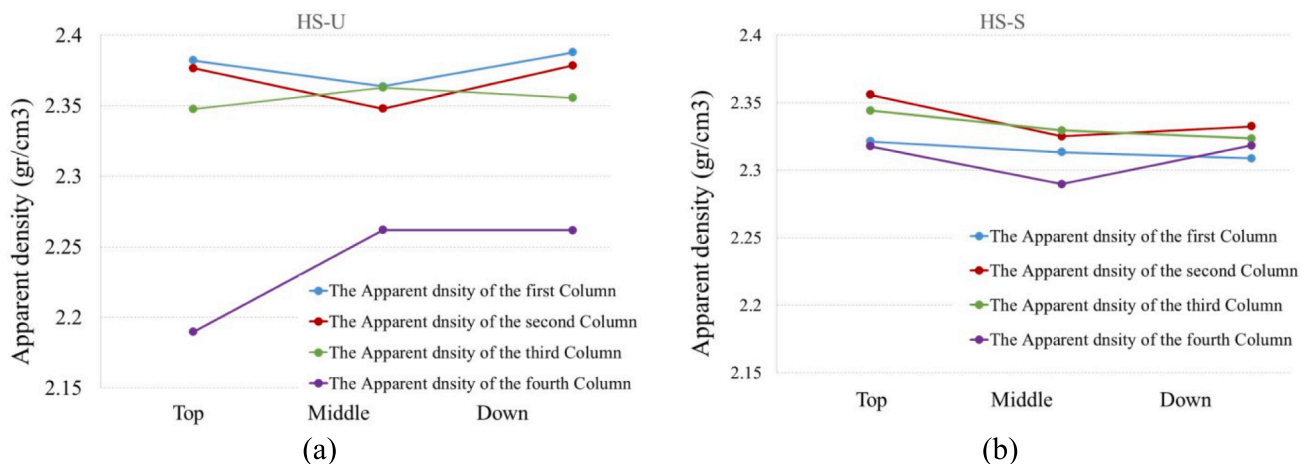 HS-U
Apparent density (gr/cm3)
2.4
2.35
2.3
2.25
2.2
2.15
The Apparent dnsity of the first Column
The Apparent dnsity of the second Column
The Apparent dnsity of the third Column
The Apparent dnsity of the fourth Column
Top Middle Down
(a)
HS-S
Apparent density (gr/cm3)
2.4
2.35
2.3
2.25
2.2
2.15
The Apparent dnsity of the first Column
The Apparent dnsity of the second Column
The Apparent dnsity of the third Column
The Apparent dnsity of the fourth Column
Top Middle Down
(b)